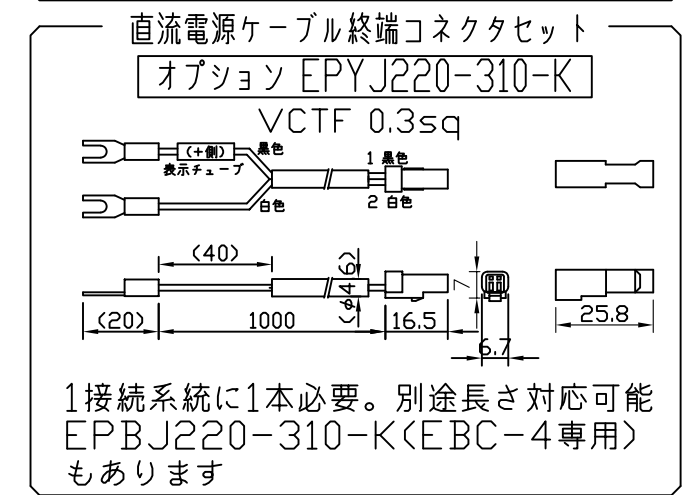 直流電源ケーブル終端コネクタセット
オプション EPYJ220-310-K
VCTF 0.3sq
(+側) 黒色
表示チューブ
白色
1 黒色
2 白色
(40)
(φ4.6)
7
(20)
1000
16.5
6.7
25.8
1接続系統に1本必要。別途長さ対応可能
EPBJ220-310-K(EBC-4専用)
もあります